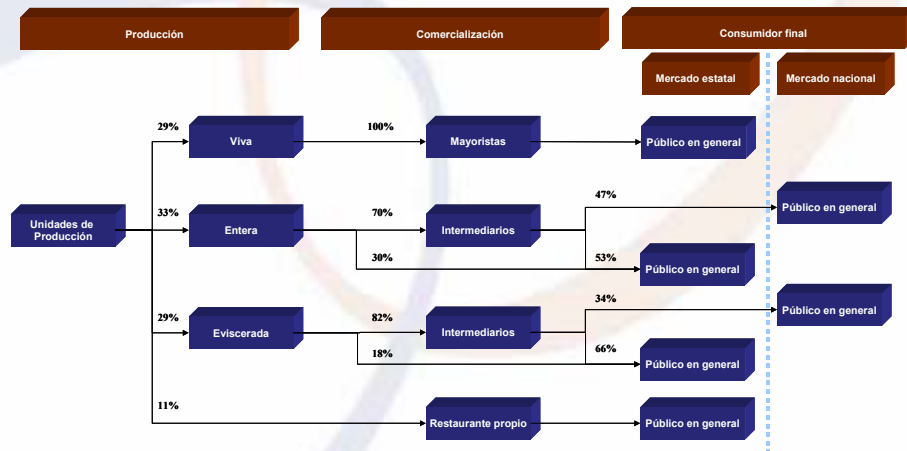 Producción
Comercialización
Consumidor final
Mercado estatal
Mercado nacional
29%
Viva
100%
Mayoristas
Público en general
47%
Público en general
33%
70%
Unidades de
Producción
Entera
Intermediarios
30%
53%
Público en general
34%
Público en general
29%
82%
Eviscerada
Intermediarios
18%
66%
Público en general
11%
Restaurante propio
Público en general